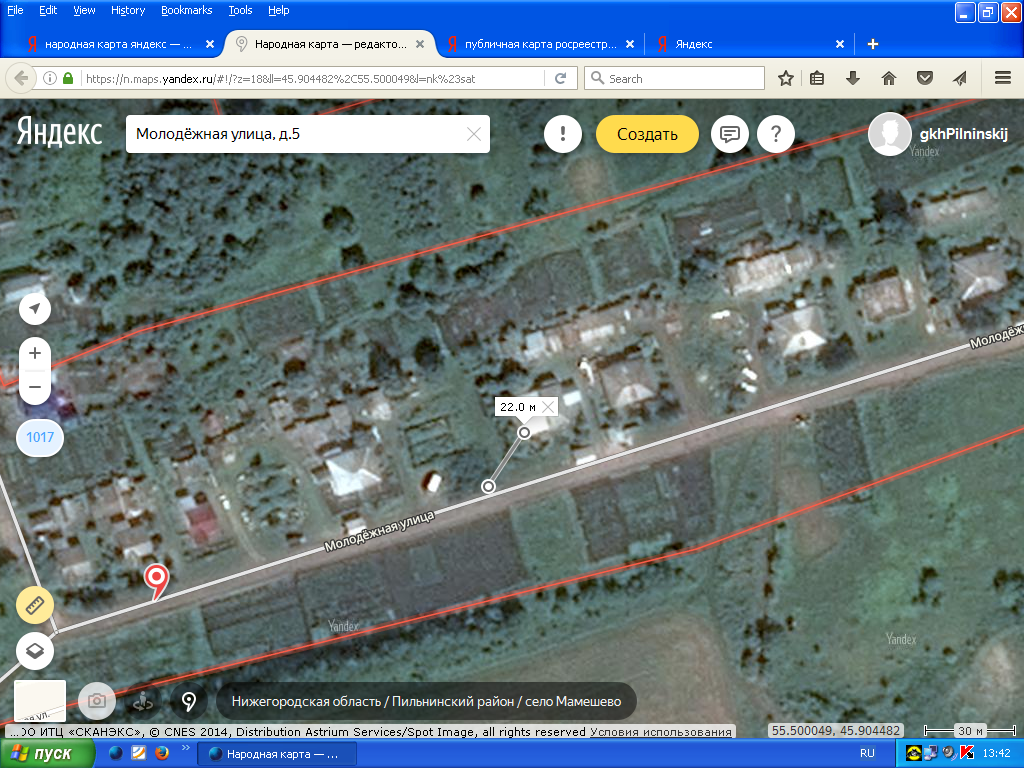 File Edit View History Bookmarks Tools Help
народная карта яндекс — ...
Народная карта — редакто...
публичная карта росреестр...
Яндекс
https://n.maps.yandex.ru/#!/?z=18&ll=45.904482%2C55.500049&l=nk%23sat
Search
Яндекс
Молодёжная улица, д.5
!
Создать
?
gkhPilninskij
Yandex
Молодёж
+
−
22.0 м
1017
Молодёжная улица
Yandex
Yandex
ая ул.
Нижегородская область / Пильнинский район / село Мамешево
...ОО ИТЦ «СКАНЭКС», © CNES 2014, Distribution Astrium Services/Spot Image, all rights reserved Условия использования
55.500049, 45.904482
30 м
пуск
Народная карта — ...
RU
13:42